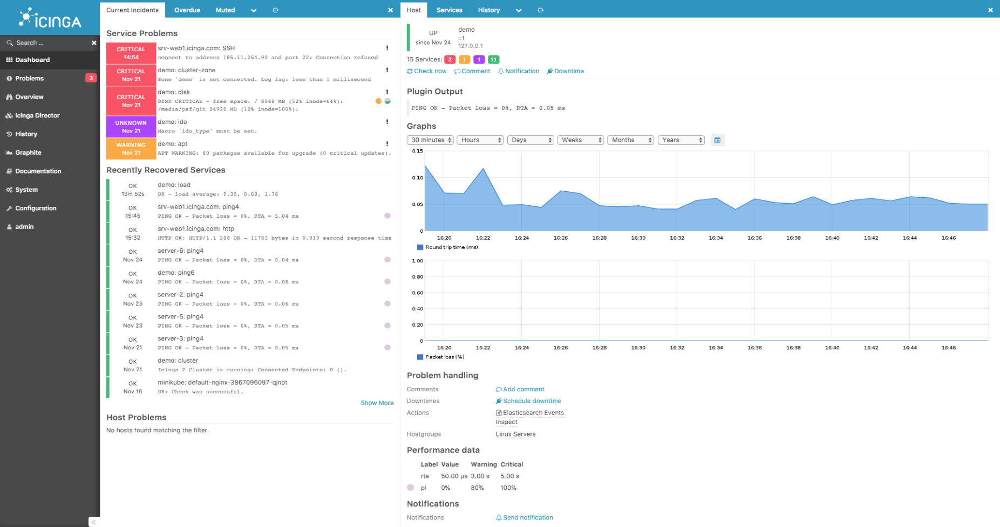 ICINGA
Search ...
Dashboard
Problems 3
Overview
Icinga Director
History
Graphite
Documentation
System
Configuration
admin
Current Incidents Overdue Muted
Service Problems
CRITICAL 14:54
srv-web1.icinga.com: SSH
connect to address 185.11.254.90 and port 22: Connection refused
CRITICAL Nov 21
demo: cluster-zone
Zone 'demo' is not connected. Log lag: less than 1 millisecond
CRITICAL Nov 21
demo: disk
DISK CRITICAL - free space: / 8948 MB (52% inode=64%):
/media/psf/git 24920 MB (10% inode=100%):
UNKNOWN Nov 21
demo: ido
Macro 'ido_type' must be set.
WARNING Nov 21
demo: apt
APT WARNING: 60 packages available for upgrade (0 critical updates).
Recently Recovered Services
OK 13m 52s
demo: load
OK - load average: 0.35, 0.69, 1.76
OK 15:45
srv-web1.icinga.com: ping4
PING OK - Packet loss = 0%, RTA = 5.04 ms
OK 15:32
srv-web1.icinga.com: http
HTTP OK: HTTP/1.1 200 OK - 11783 bytes in 0.019 second response time
OK Nov 24
server-6: ping4
PING OK - Packet loss = 0%, RTA = 0.04 ms
OK Nov 24
demo: ping6
PING OK - Packet loss = 0%, RTA = 0.08 ms
OK Nov 23
server-2: ping4
PING OK - Packet loss = 0%, RTA = 0.06 ms
OK Nov 23
server-5: ping4
PING OK - Packet loss = 0%, RTA = 0.05 ms
OK Nov 21
server-3: ping4
PING OK - Packet loss = 0%, RTA = 0.05 ms
OK Nov 21
demo: cluster
Icinga 2 Cluster is running: Connected Endpoints: 0 ().
OK Nov 16
minikube: default-nginx-3867096097-qjnpt
OK: Check was successful.
Show More
Host Problems
No hosts found matching the filter.
Host Services History
UP since Nov 24
demo
::1
127.0.0.1
15 Services: 2 1 1 11
Check now Comment Notification Downtime
Plugin Output
PING OK - Packet loss = 0%, RTA = 0.05 ms
Graphs
30 minutes Hours Days Weeks Months Years
0.15
0.10
0.05
0
16:20 16:22 16:24 16:26 16:28 16:30 16:32 16:34 16:36 16:38 16:40 16:42 16:44 16:46
Round trip time (ms)
1.00
0.80
0.60
0.40
0.20
0
16:20 16:22 16:24 16:26 16:28 16:30 16:32 16:34 16:36 16:38 16:40 16:42 16:44 16:46
Packet loss (%)
Problem handling
Comments Add comment
Downtimes Schedule downtime
Actions Elasticsearch Events
Inspect
Hostgroups Linux Servers
Performance data
Label Value Warning Critical
rta 50.00 µs 3.00 s 5.00 s
pl 0% 80% 100%
Notifications
Notifications Send notification